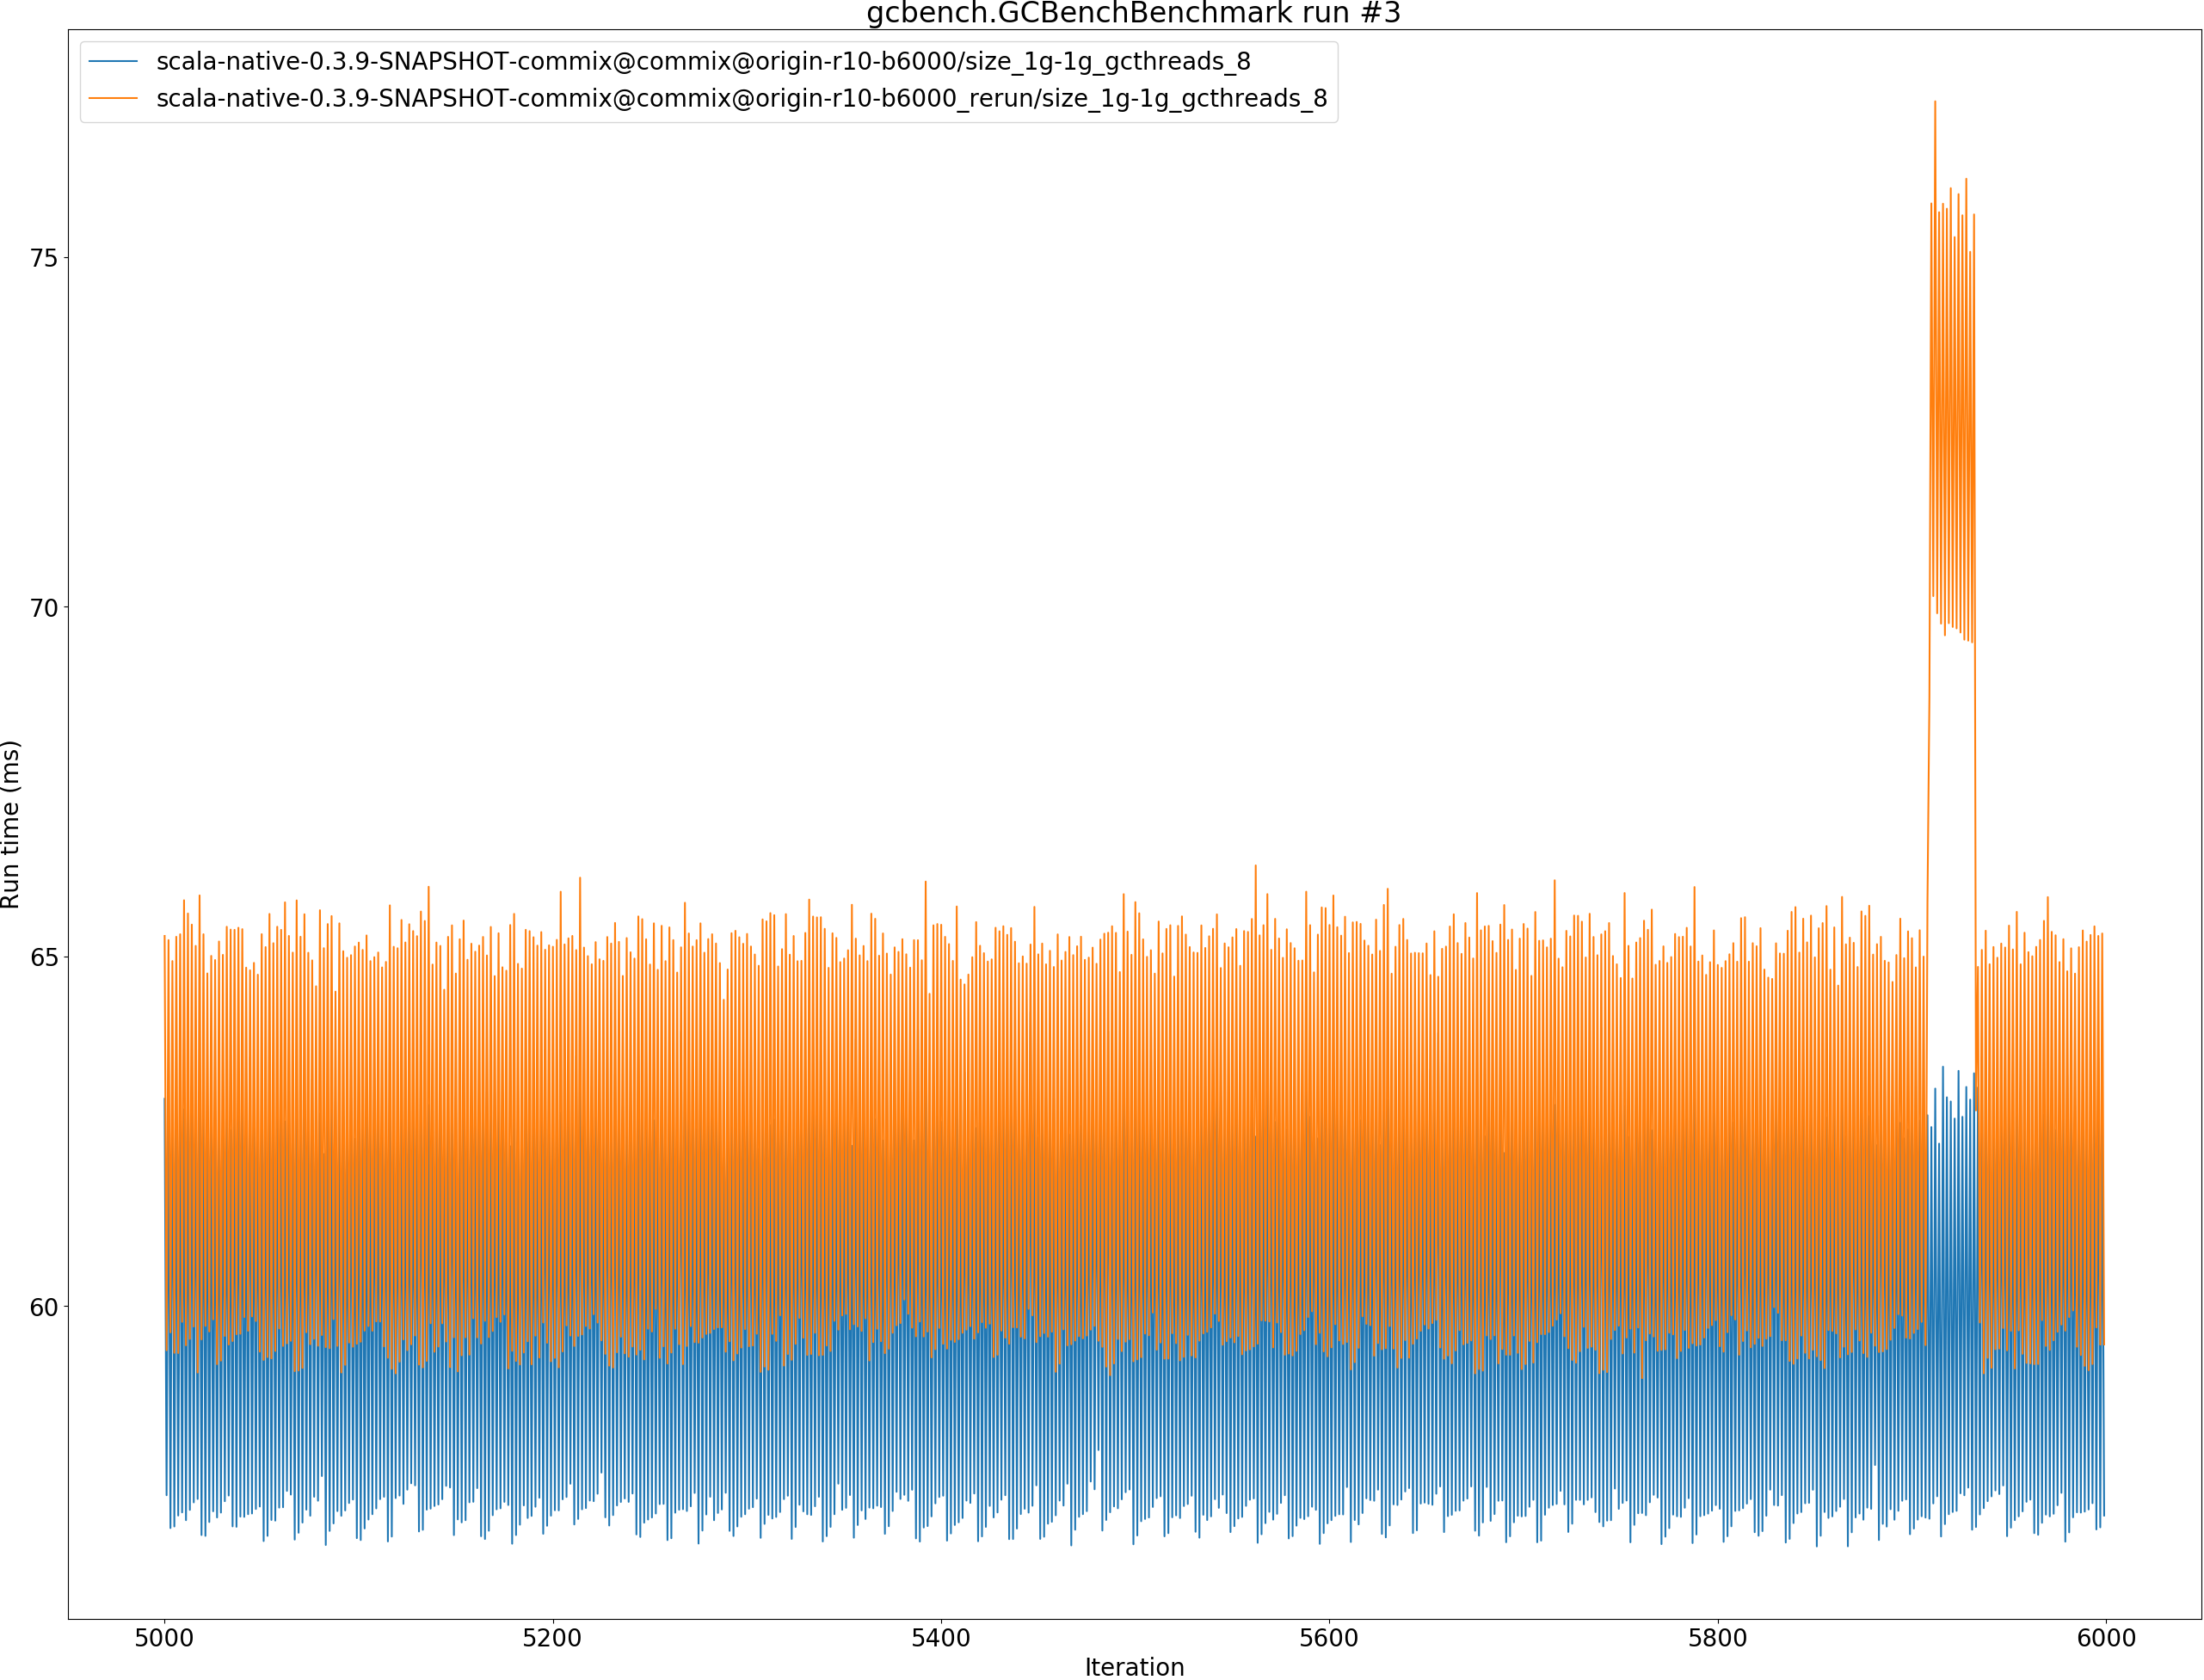 gcbench.GCBenchBenchmark run #3
scala-native-0.3.9-SNAPSHOT-commix@commix@origin-r10-b6000/size_1g-1g_gcthreads_8
scala-native-0.3.9-SNAPSHOT-commix@commix@origin-r10-b6000_rerun/size_1g-1g_gcthreads_8
75
70
65
60
Run time (ms)
5000 5200 5400 5600 5800 6000
Iteration